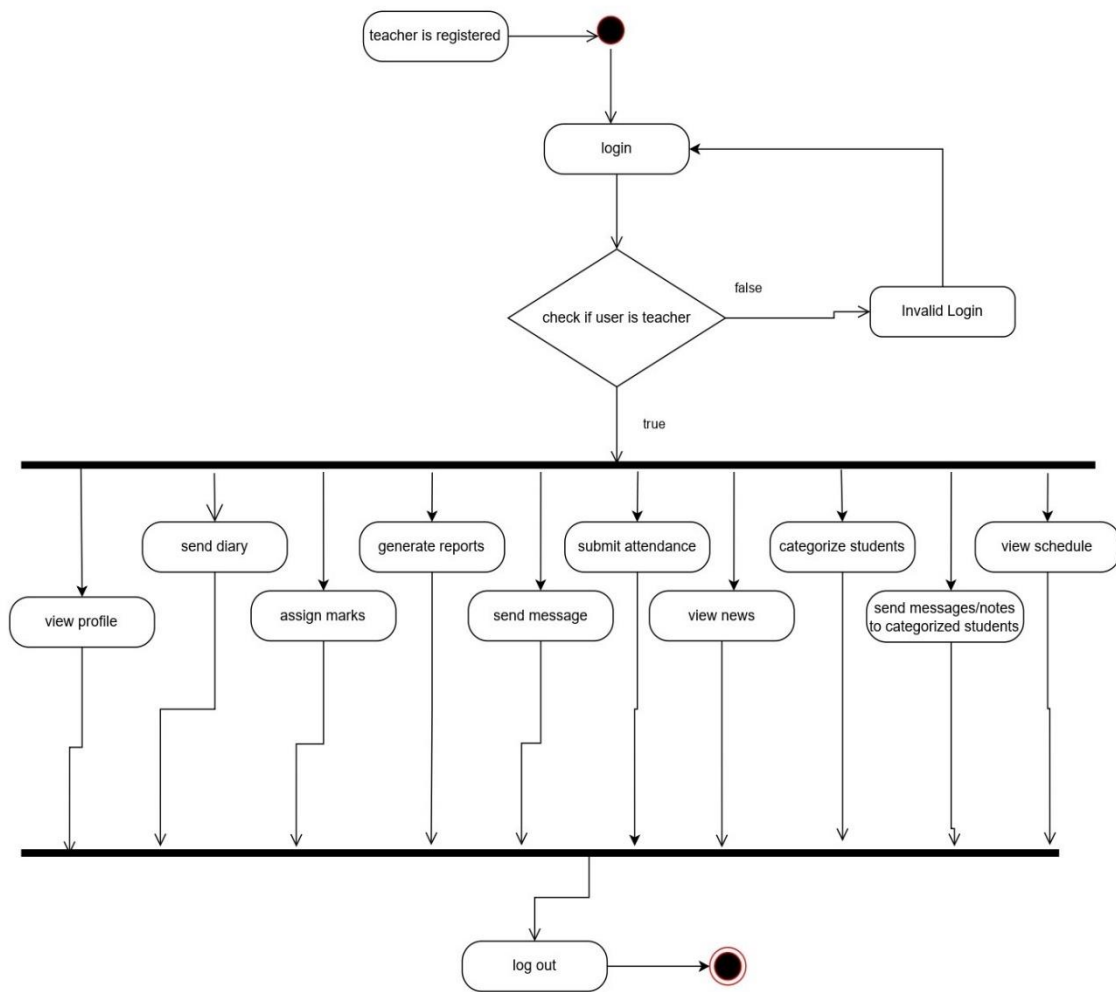 teacher is registered
login
false
check if user is teacher
Invalid Login
true
send diary
generate reports
submit attendance
categorize students
view schedule
view profile
assign marks
send message
view news
send messages/notes
to categorized students
log out